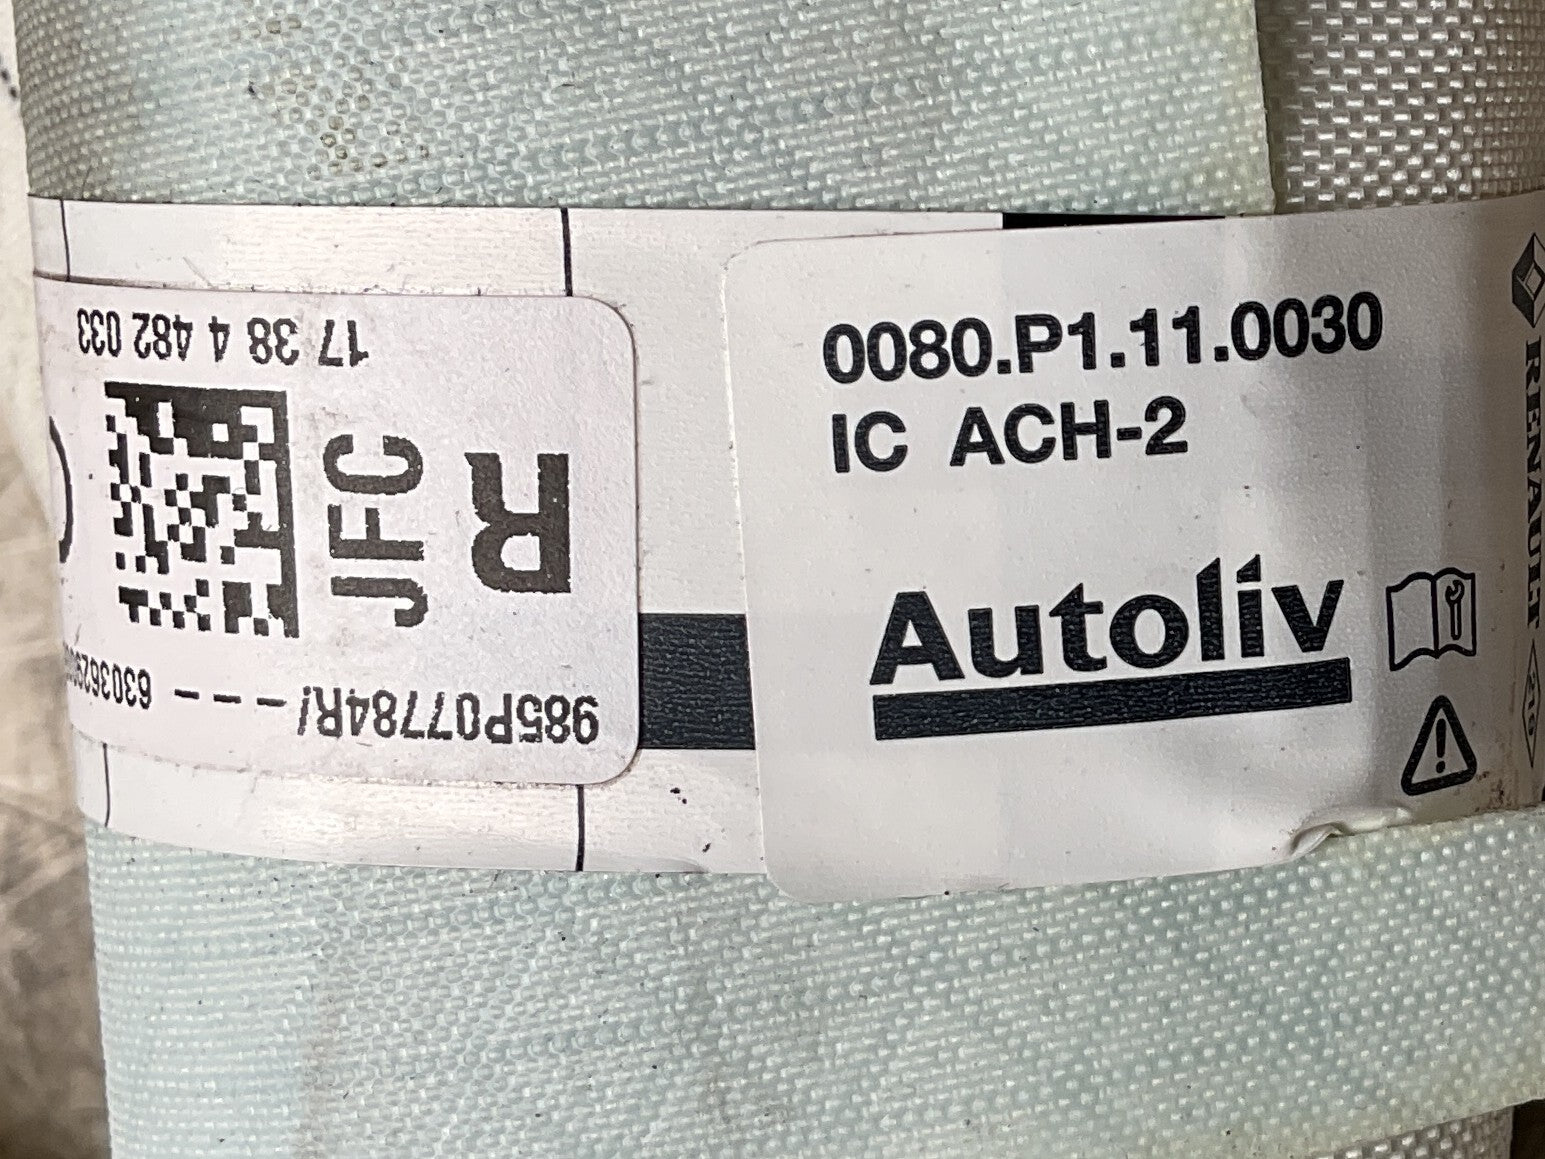 17 38 4 482 033
JFC
R
985P07784R/ - - -
0080.P1.11.0030
IC ACH-2
Autoliv
RENAULT